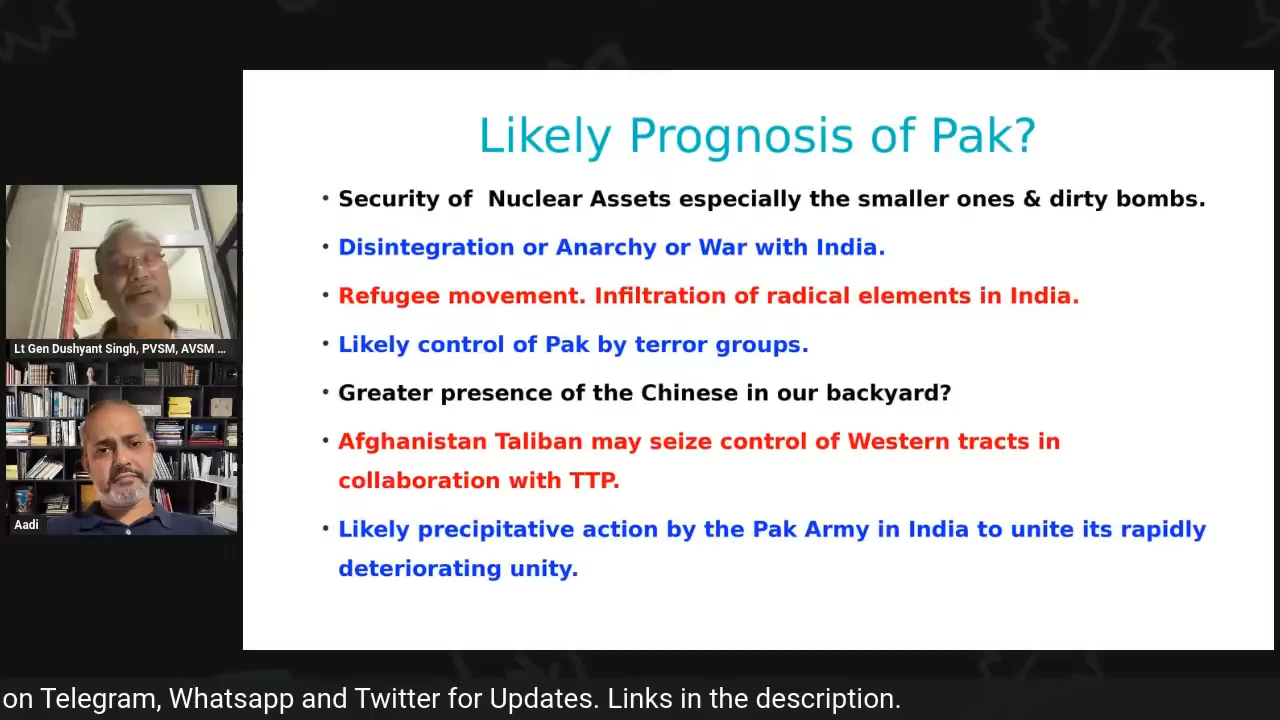 Likely Prognosis of Pak?
• Security of Nuclear Assets especially the smaller ones & dirty bombs.
• Disintegration or Anarchy or War with India.
• Refugee movement. Infiltration of radical elements in India.
• Likely control of Pak by terror groups.
• Greater presence of the Chinese in our backyard?
• Afghanistan Taliban may seize control of Western tracts in
collaboration with TTP.
• Likely precipitative action by the Pak Army in India to unite its rapidly
deteriorating unity.
Lt Gen Dushyant Singh, PVSM, AVSM ...
Aadi
on Telegram, Whatsapp and Twitter for Updates. Links in the description.